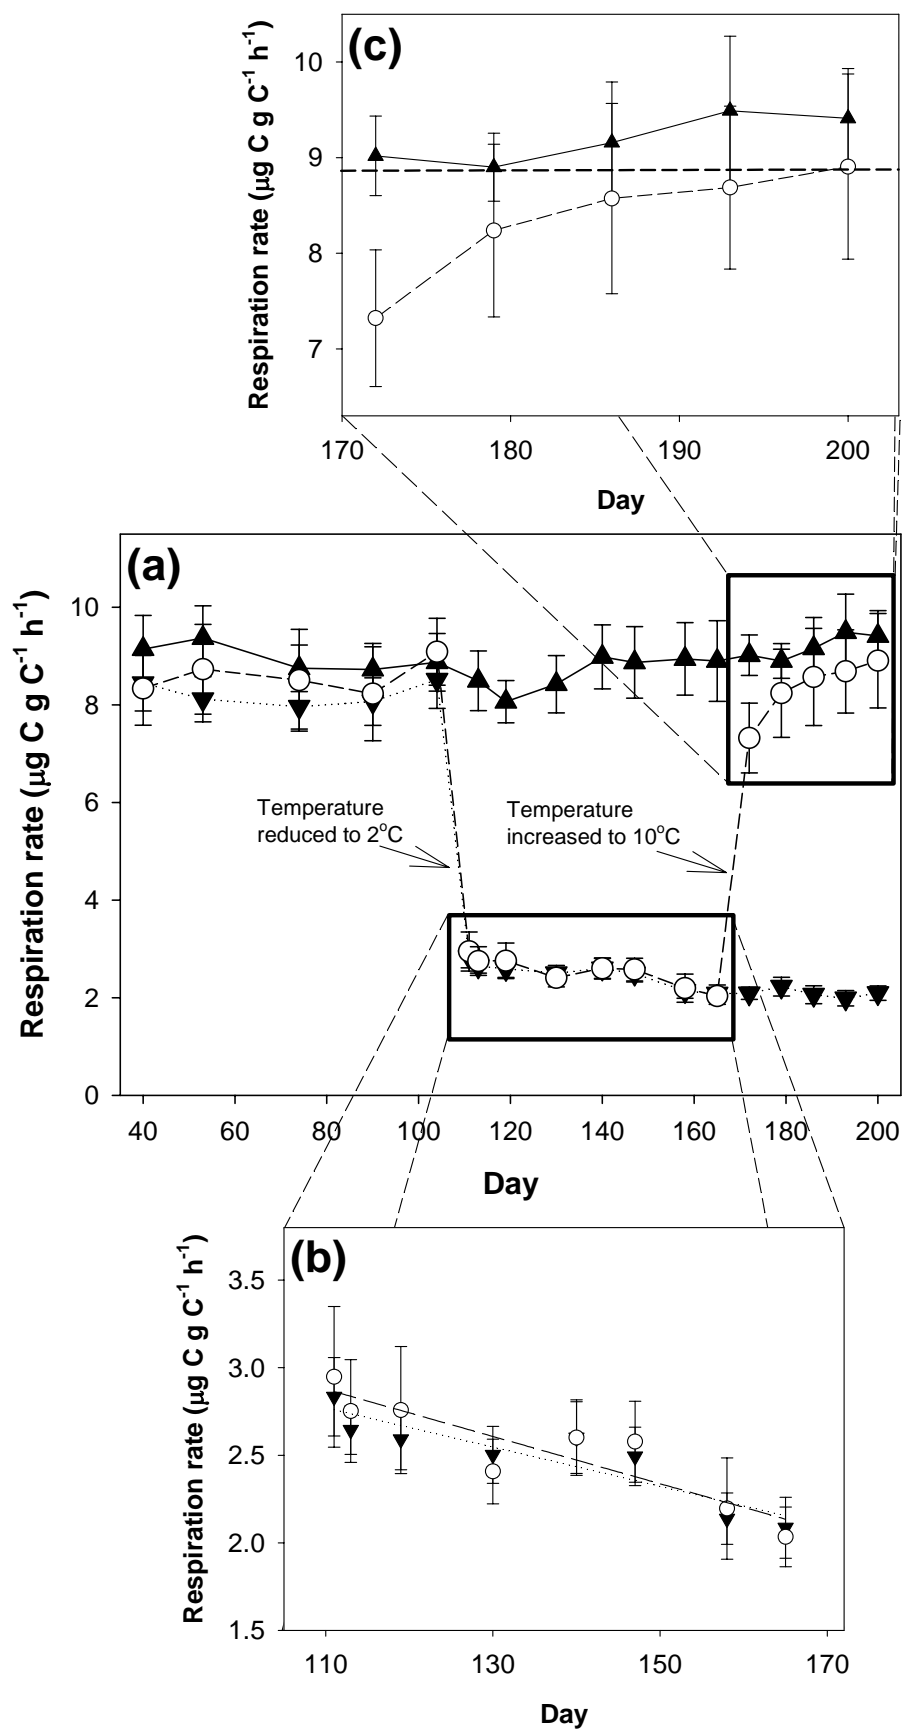 (c)
Respiration rate (μg C g C⁻¹ h⁻¹)
10
9
8
7
170 180 190 200
Day
(a)
Respiration rate (μg C g C⁻¹ h⁻¹)
10
8
6
4
2
0
Temperature
reduced to 2°C
Temperature
increased to 10°C
40 60 80 100 120 140 160 180 200
Day
(b)
Respiration rate (μg C g C⁻¹ h⁻¹)
3.5
3.0
2.5
2.0
1.5
110 130 150 170
Day